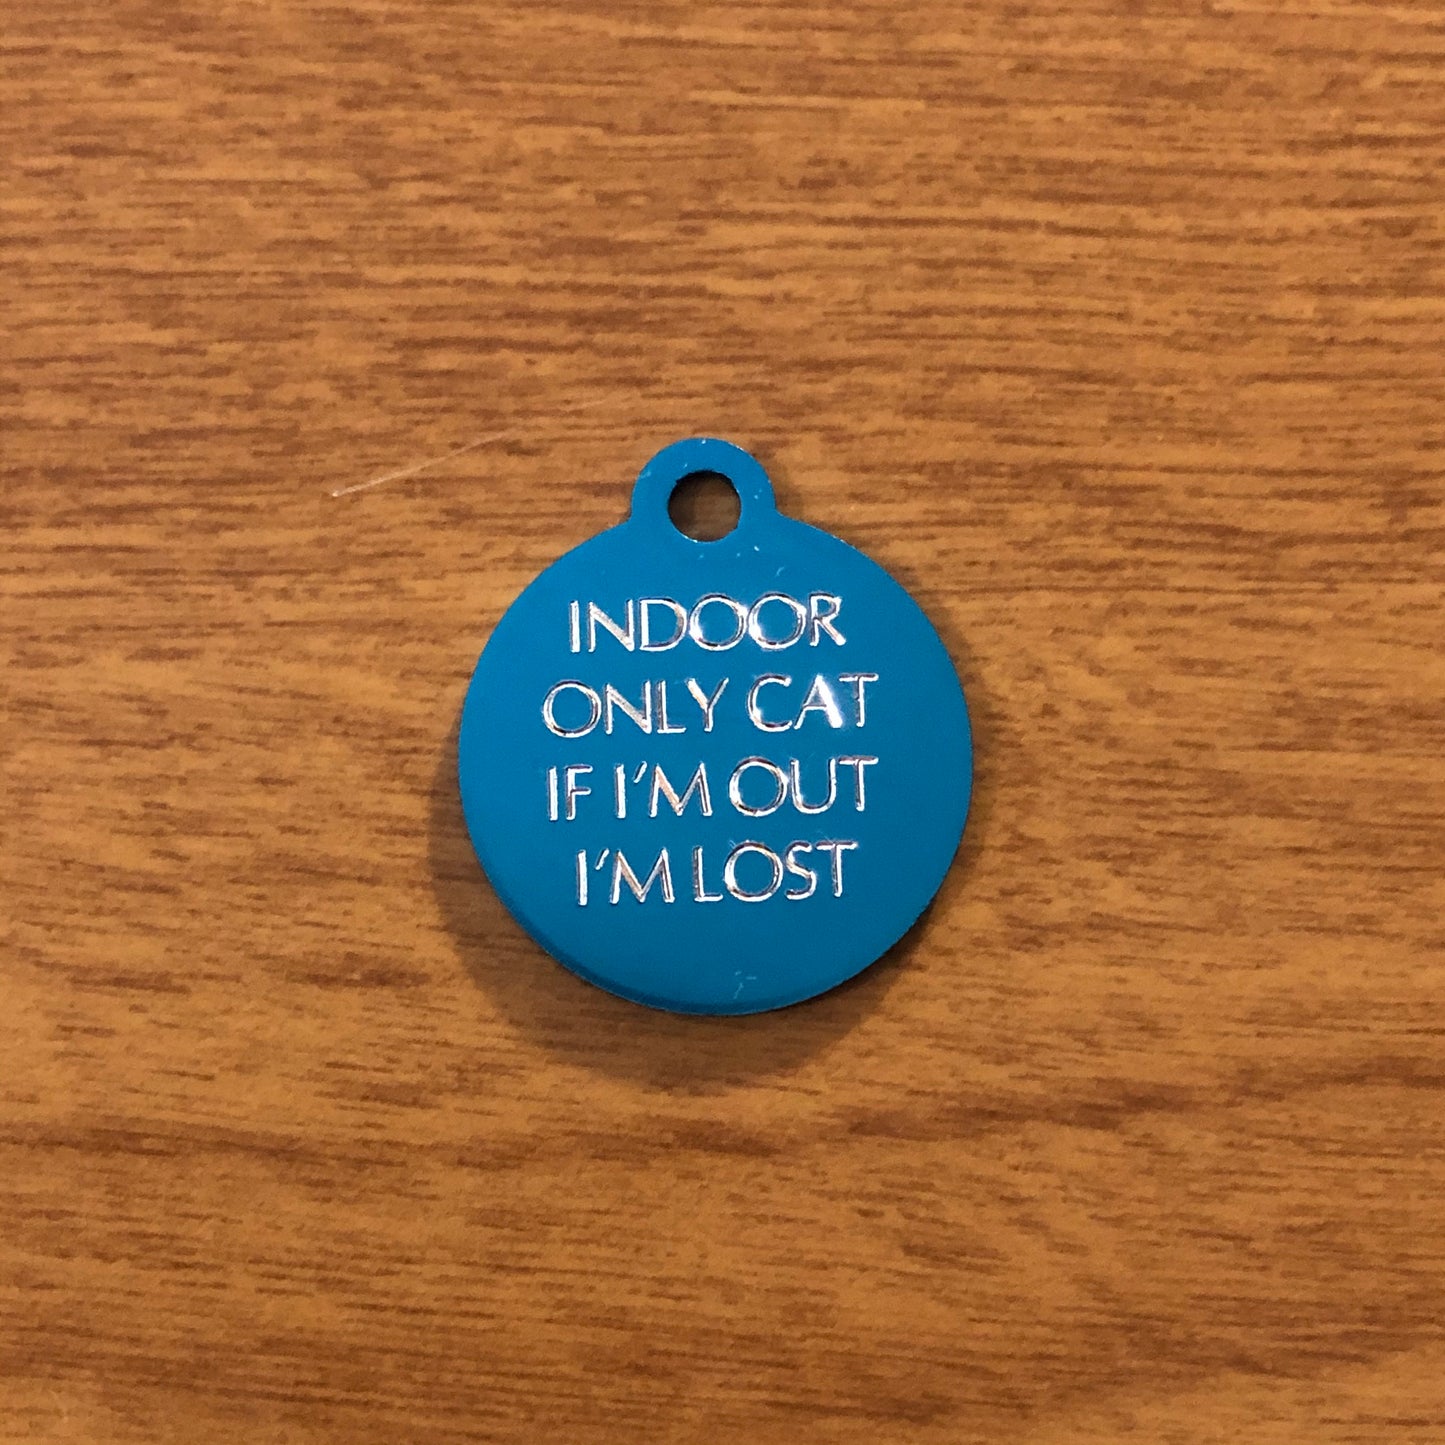 INDOOR
ONLY CAT
IF I'M OUT
I'M LOST